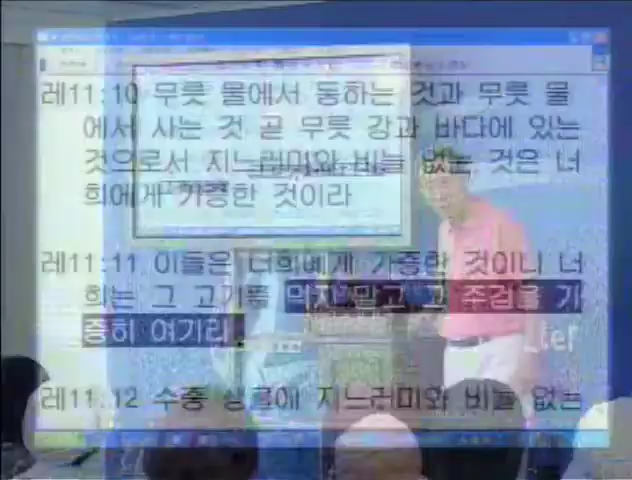 레11:10 무릇 물에서 동하는 것과 무릇 물
에서 사는 것 곧 무릇 강과 바다에 있는
것으로서 지느러미와 비늘 없는 것은 너
희에게 가증한 것이라
레11:11 이들은 너희에게 가증한 것이니 너
희는 그 고기를 먹지 말고 그 주검을 가
증히 여기라
레11:12 수중 생물에 지느러미와 비늘 없는